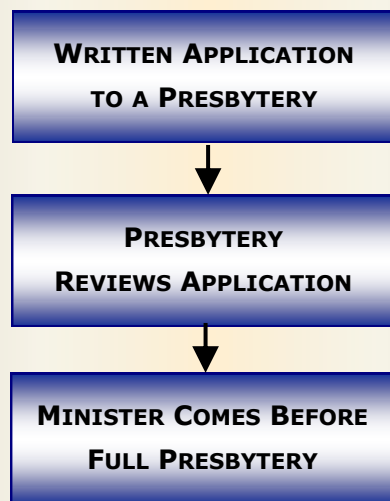 WRITTEN APPLICATION
TO A PRESBYTERY
PRESBYTERY
REVIEWS APPLICATION
MINISTER COMES BEFORE
FULL PRESBYTERY